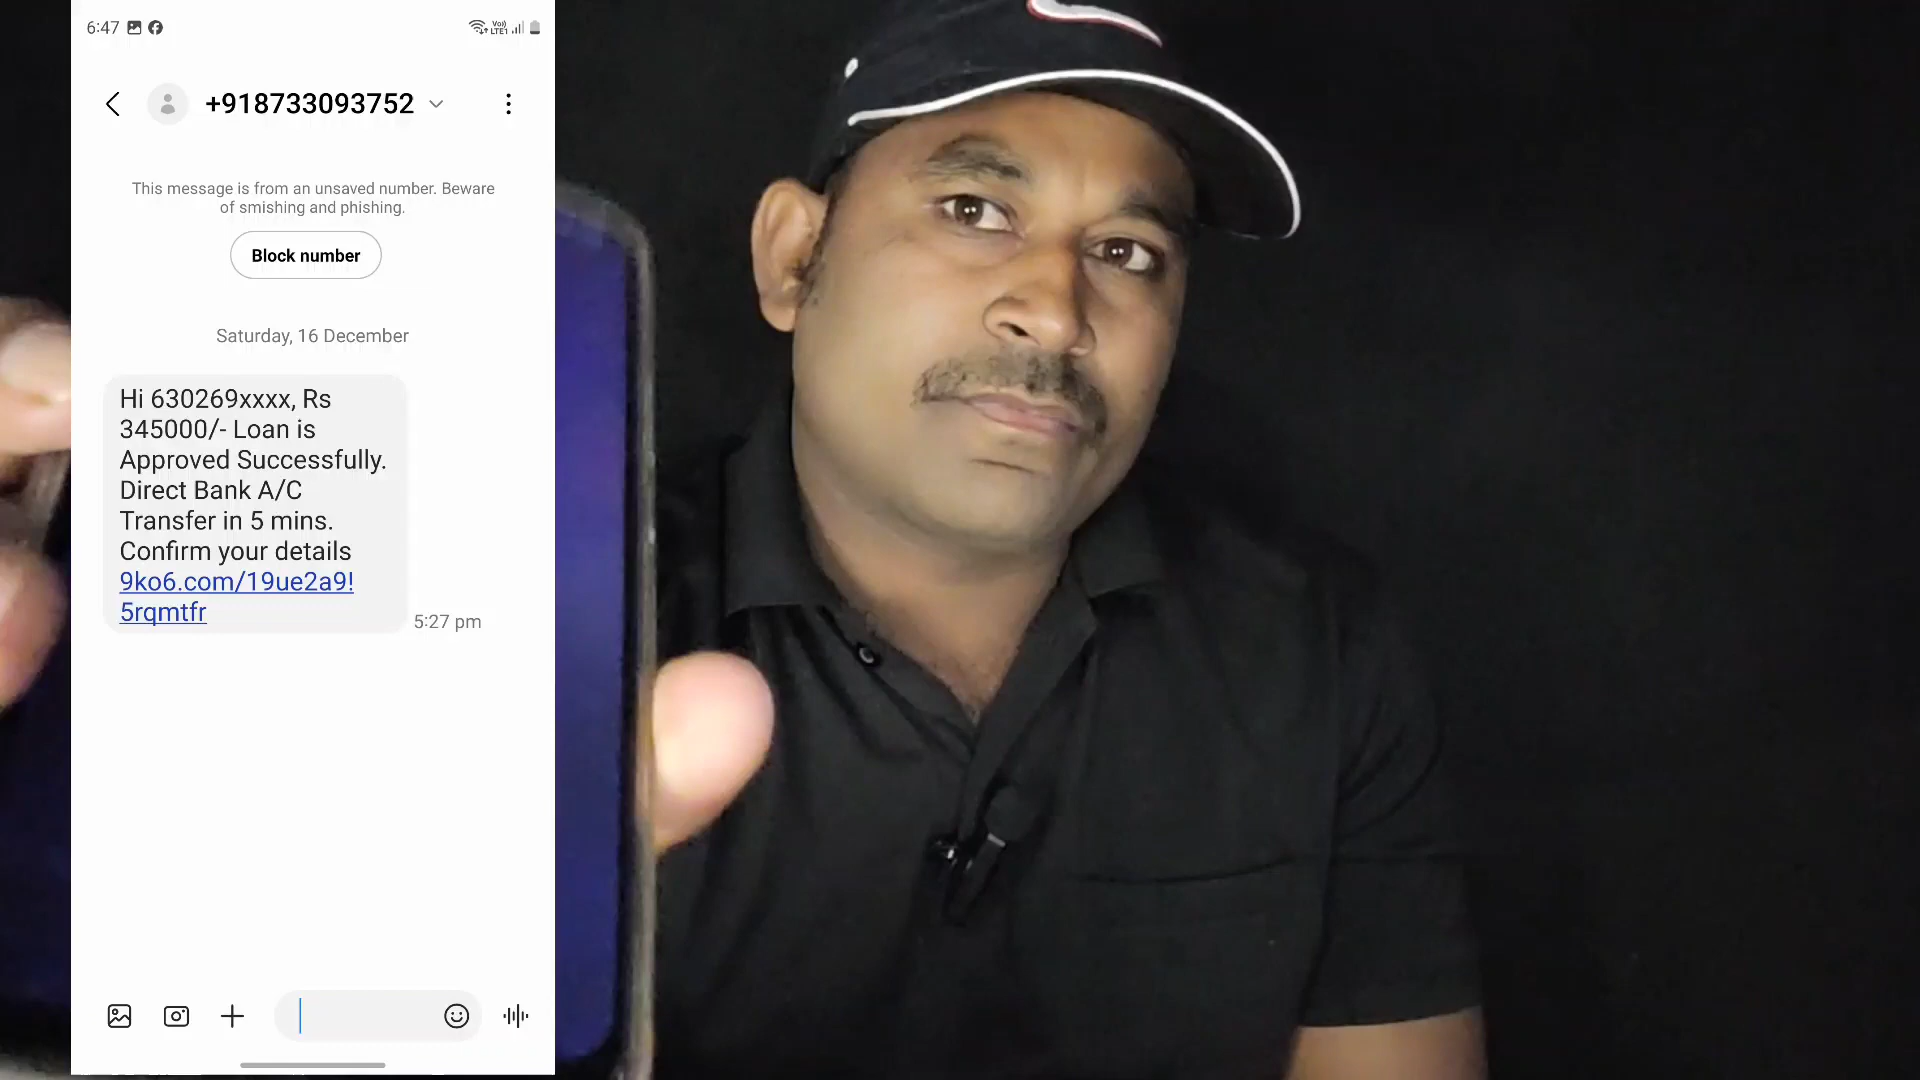 6:47
Vo) LTE1
+918733093752
This message is from an unsaved number. Beware
of smishing and phishing.
Block number
Saturday, 16 December
Hi 630269xxxx, Rs
345000/- Loan is
Approved Successfully.
Direct Bank A/C
Transfer in 5 mins.
Confirm your details
9ko6.com/19ue2a9!
5rqmtfr
5:27 pm